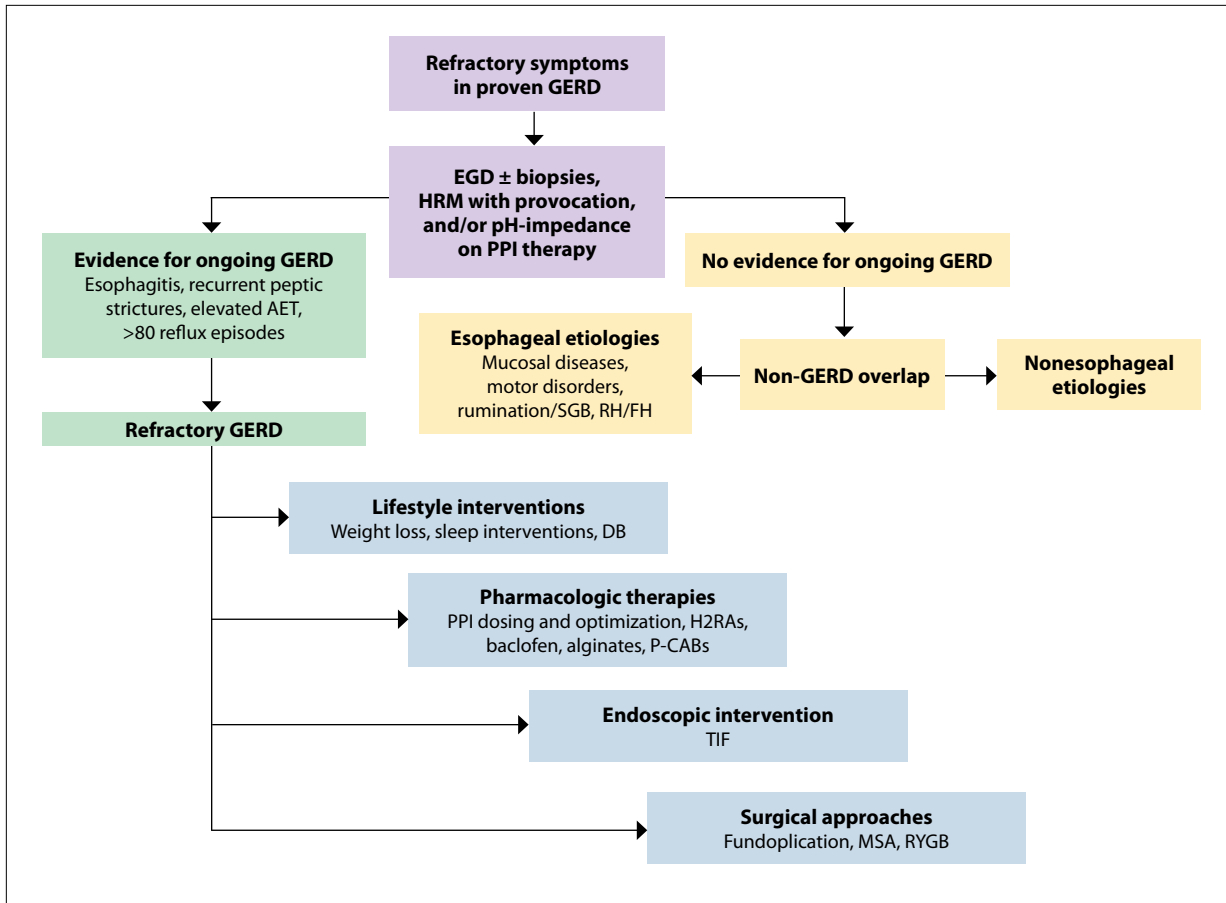 Refractory symptoms
in proven GERD
EGD ± biopsies,
HRM with provocation,
and/or pH-impedance
on PPI therapy
Evidence for ongoing GERD
Esophagitis, recurrent peptic
strictures, elevated AET,
>80 reflux episodes
No evidence for ongoing GERD
Esophageal etiologies
Mucosal diseases,
motor disorders,
rumination/SGB, RH/FH
Non-GERD overlap
Nonesophageal
etiologies
Refractory GERD
Lifestyle interventions
Weight loss, sleep interventions, DB
Pharmacologic therapies
PPI dosing and optimization, H2RAs,
baclofen, alginates, P-CABs
Endoscopic intervention
TIF
Surgical approaches
Fundoplication, MSA, RYGB